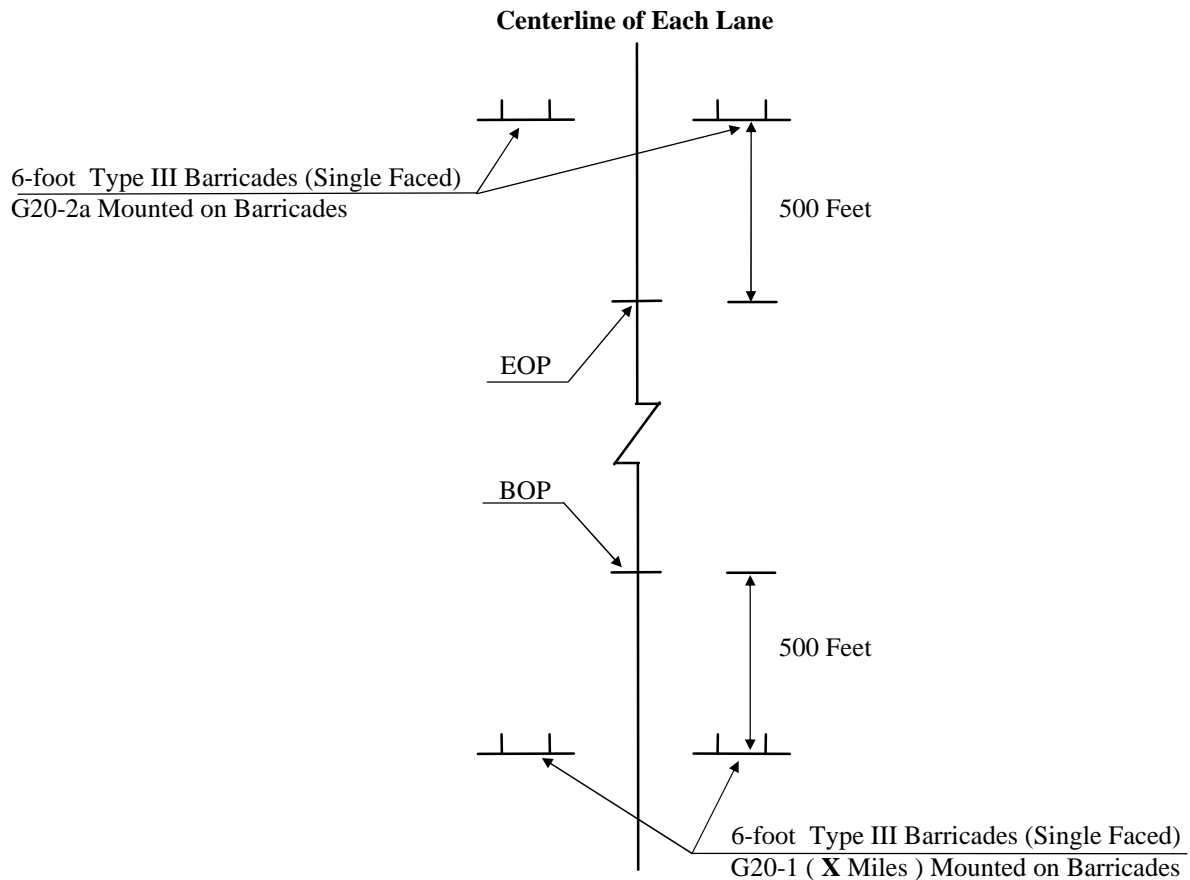 Centerline of Each Lane
6-foot Type III Barricades (Single Faced)
G20-2a Mounted on Barricades
500 Feet
EOP
BOP
500 Feet
6-foot Type III Barricades (Single Faced)
G20-1 ( X Miles ) Mounted on Barricades